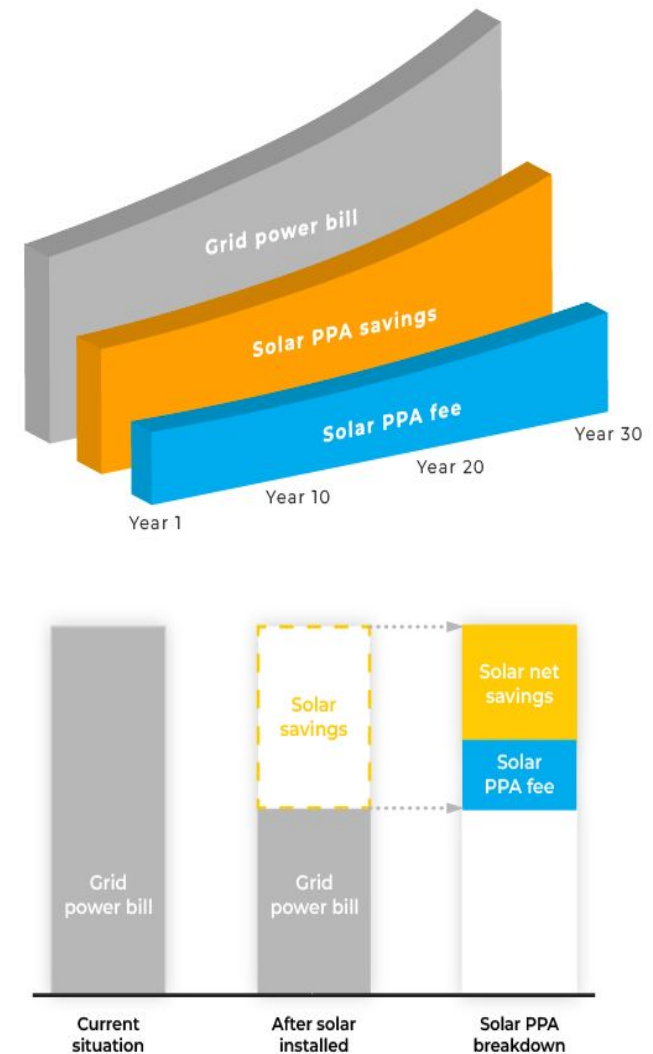 Grid power bill
Solar PPA savings
Solar PPA fee
Year 1
Year 10
Year 20
Year 30
Solar
savings
Solar net
savings
Solar
PPA fee
Grid
power bill
Grid
power bill
Current
situation
After solar
installed
Solar PPA
breakdown